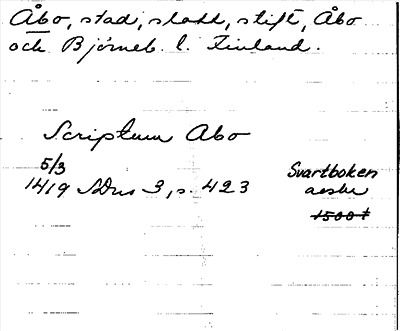 Åbo, stad, slott, stift, Åbo
och Björneb. l. Finland.
Scriptum Abo
5/3
1419 SDns 3, s. 423
Svartboken
1500 t